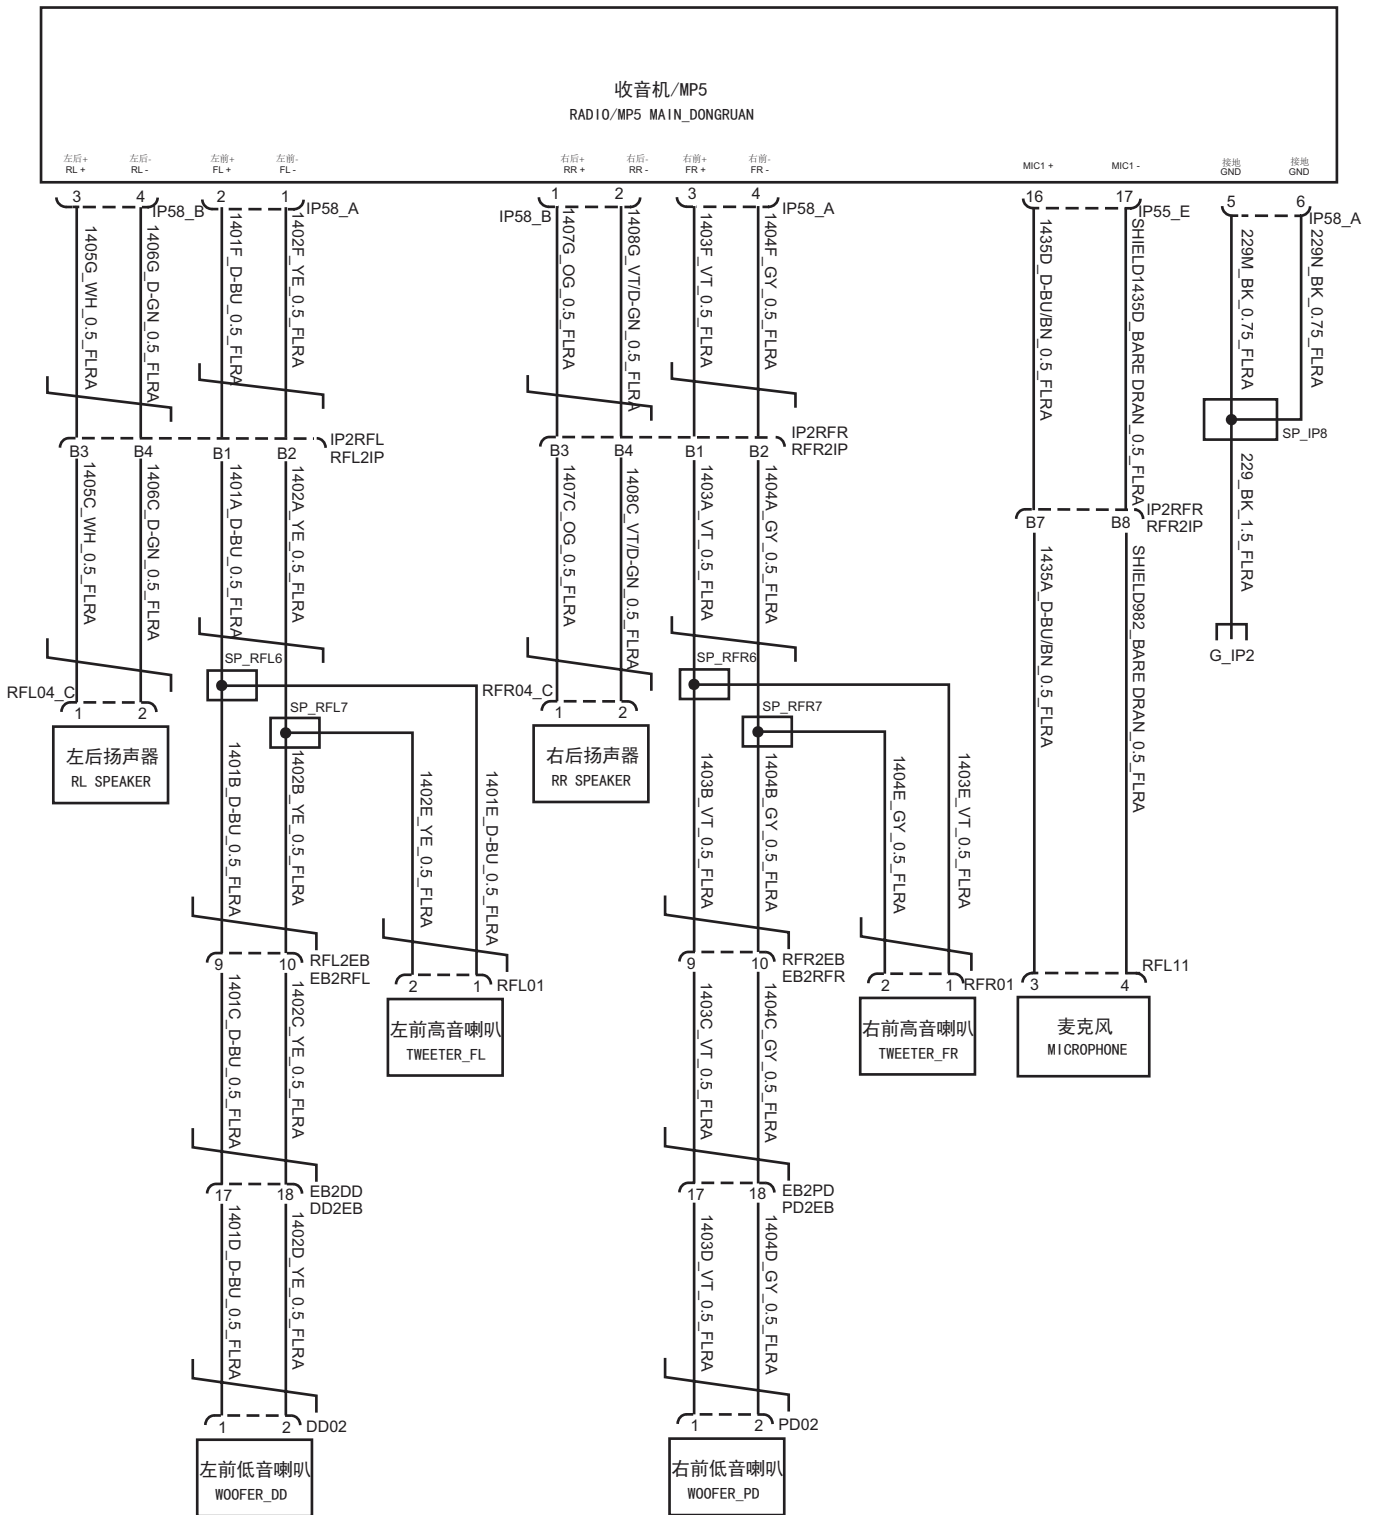 收音机/MP5
RADIO/MP5 MAIN_DONGRUAN
左后+ 左后- 左前+ 左前- 右后+ 右后- 右前+ 右前- 接地 接地
RL + RL - FL + FL - RR + RR - FR + FR - MIC1 + MIC1 - GND GND
3 4 IP58_B 2 1 IP58_A IP58_B 1 2 3 4 IP58_A 16 17 IP55_E 5 6 IP58_A
1405G_WH_0.5_FLRA
1406G_D-GN_0.5_FLRA
1401F_D-BU_0.5_FLRA
1402F_YE_0.5_FLRA
1407G_OG_0.5_FLRA
1408G_VT/D-GN_0.5_FLRA
1403F_VT_0.5_FLRA
1404F_GY_0.5_FLRA
1435D_D-BU/BN_0.5_FLRA
SHIELD1435D_BARE DRAN_0.5_FLRA
229M_BK_0.75_FLRA
229N_BK_0.75_FLRA
SP_IP8
229_BK_1.5_FLRA
G_IP2
B3 B4 B1 B2 IP2RFL
RFL2IP
B3 B4 B1 B2 IP2RFR
RFR2IP
B7 B8 IP2RFR
RFR2IP
1405C_WH_0.5_FLRA
1406C_D-GN_0.5_FLRA
1401A_D-BU_0.5_FLRA
1402A_YE_0.5_FLRA
1407C_OG_0.5_FLRA
1408C_VT/D-GN_0.5_FLRA
1403A_VT_0.5_FLRA
1404A_GY_0.5_FLRA
1435A_D-BU/BN_0.5_FLRA
SHIELD982_BARE DRAN_0.5_FLRA
SP_RFL6
SP_RFR6
RFL04_C 1 2
SP_RFL7
RFR04_C 1 2
SP_RFR7
左后扬声器
RL SPEAKER
右后扬声器
RR SPEAKER
1401B_D-BU_0.5_FLRA
1402B_YE_0.5_FLRA
1402E_YE_0.5_FLRA
1401E_D-BU_0.5_FLRA
1403B_VT_0.5_FLRA
1404B_GY_0.5_FLRA
1404E_GY_0.5_FLRA
1403E_VT_0.5_FLRA
9 10 RFL2EB
EB2RFL
2 1 RFL01
9 10 RFR2EB
EB2RFR
2 1 RFR01
3 4 RFL11
左前高音喇叭
TWEETER_FL
右前高音喇叭
TWEETER_FR
麦克风
MICROPHONE
1401C_D-BU_0.5_FLRA
1402C_YE_0.5_FLRA
1403C_VT_0.5_FLRA
1404C_GY_0.5_FLRA
17 18 EB2DD
DD2EB
17 18 EB2PD
PD2EB
1401D_D-BU_0.5_FLRA
1402D_YE_0.5_FLRA
1403D_VT_0.5_FLRA
1404D_GY_0.5_FLRA
1 2 DD02
1 2 PD02
左前低音喇叭
WOOFER_DD
右前低音喇叭
WOOFER_PD